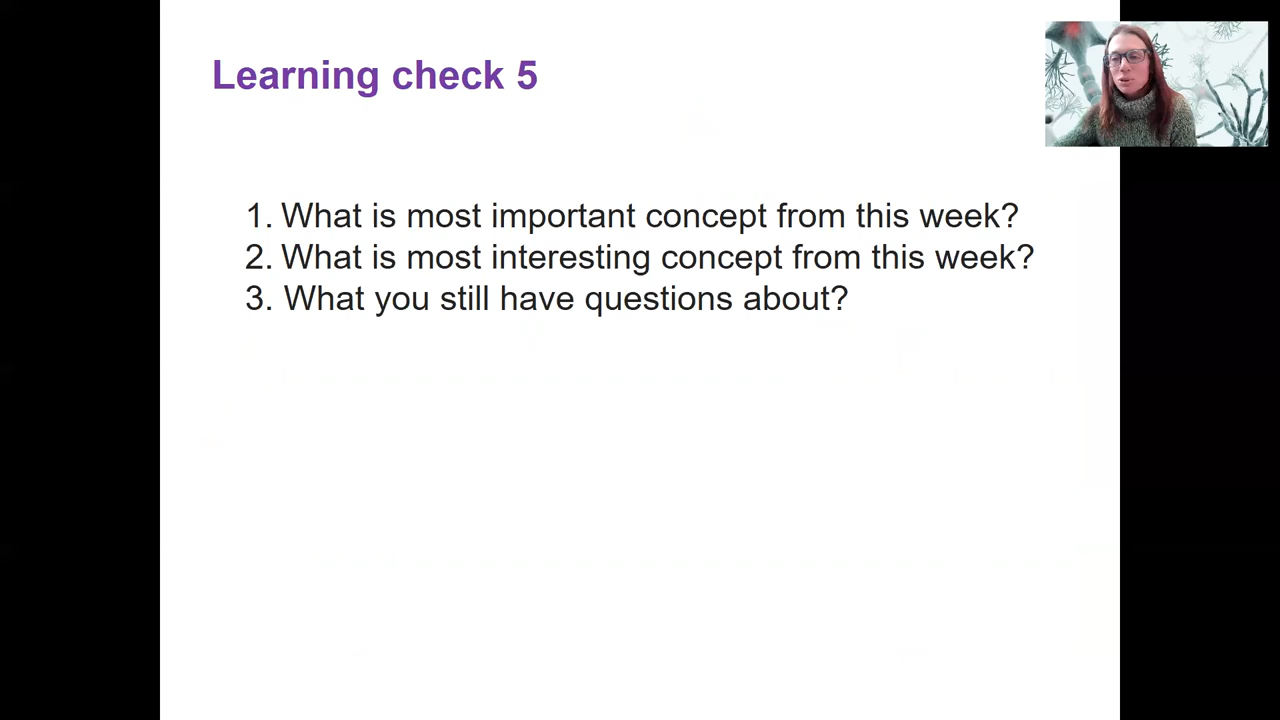 Learning check 5
1. What is most important concept from this week?
2. What is most interesting concept from this week?
3. What you still have questions about?